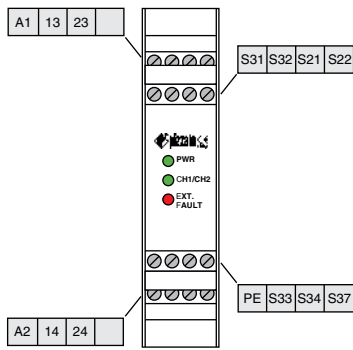 A1 13 23
S31 S32 S21 S22
pizzato
PWR
CH1/CH2
EXT.
FAULT
PE S33 S34 S37
A2 14 24